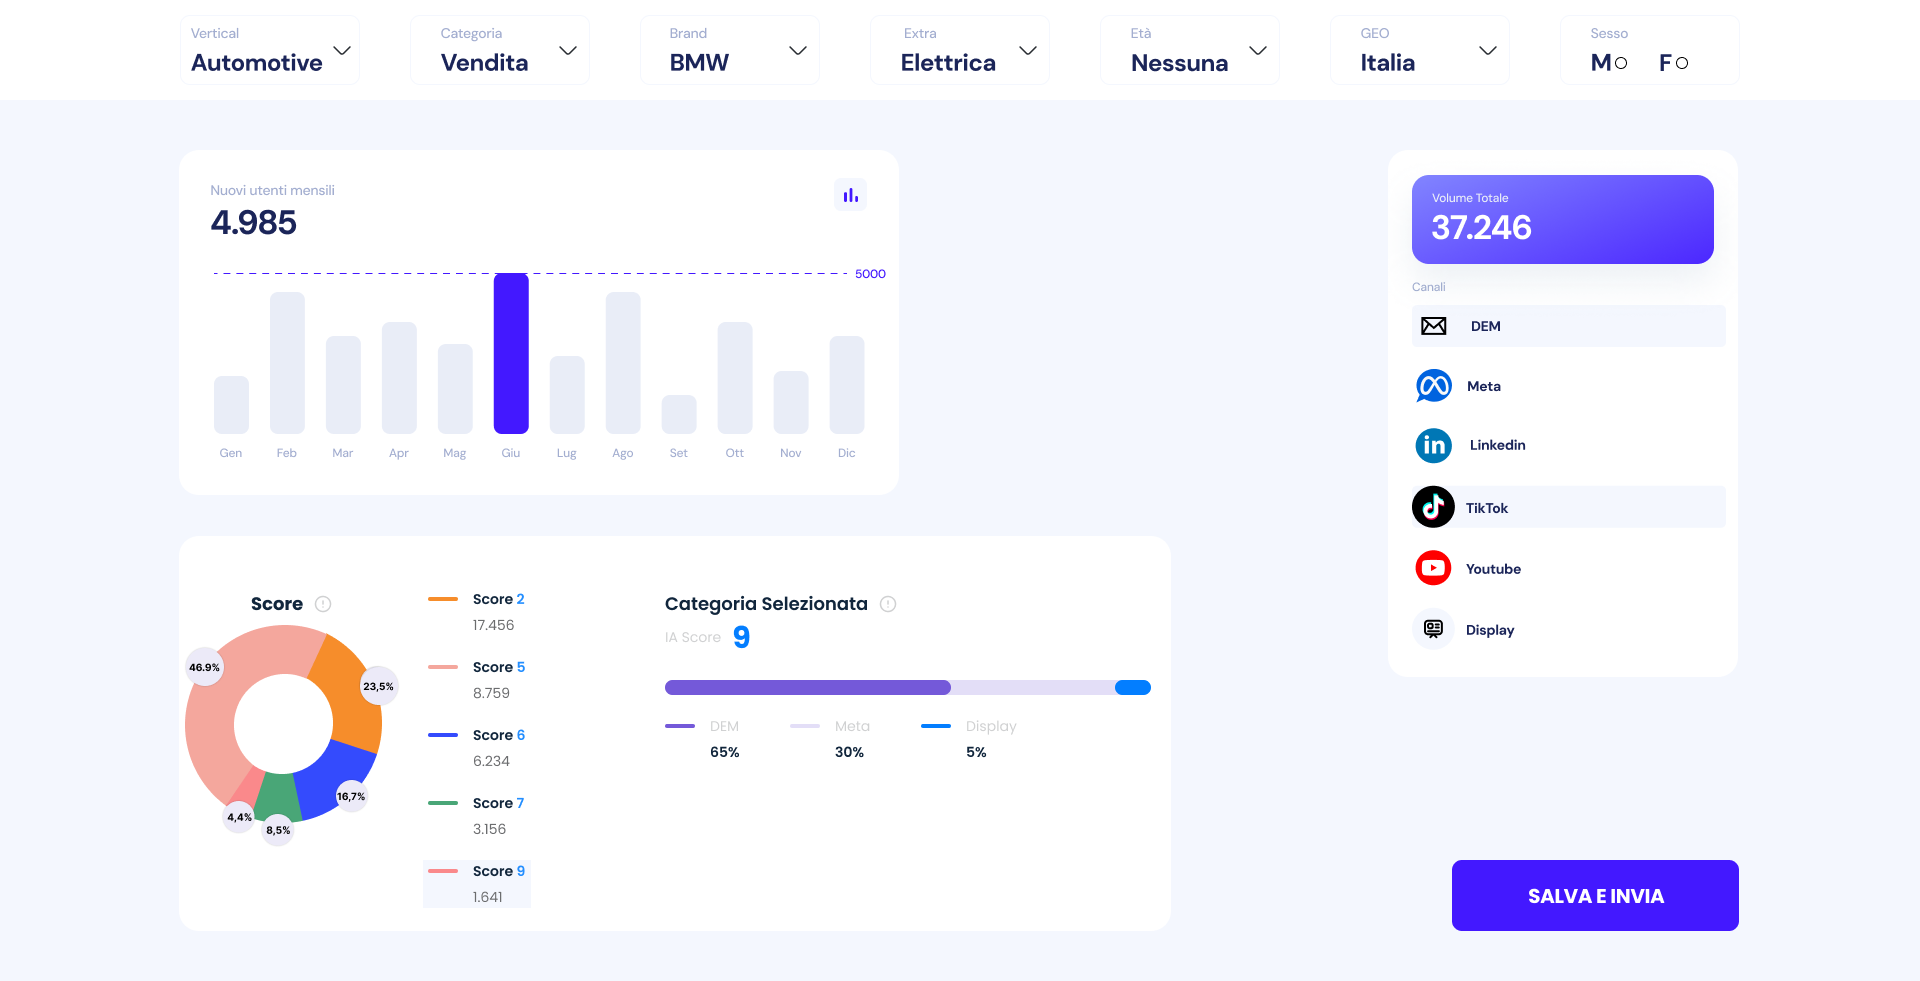 Vertical
Automotive
Categoria
Vendita
Brand
BMW
Extra
Elettrica
Età
Nessuna
GEO
Italia
Sesso
M F
Nuovi utenti mensili
4.985
5000
Gen Feb Mar Apr Mag Giu Lug Ago Set Ott Nov Dic
Volume Totale
37.246
Canali
DEM
Meta
in Linkedin
TikTok
Youtube
Display
Score
46.9%
23,5%
16,7%
4,4%
8,5%
Score 2
17.456
Score 5
8.759
Score 6
6.234
Score 7
3.156
Score 9
1.641
Categoria Selezionata
IA Score 9
DEM Meta Display
65% 30% 5%
SALVA E INVIA